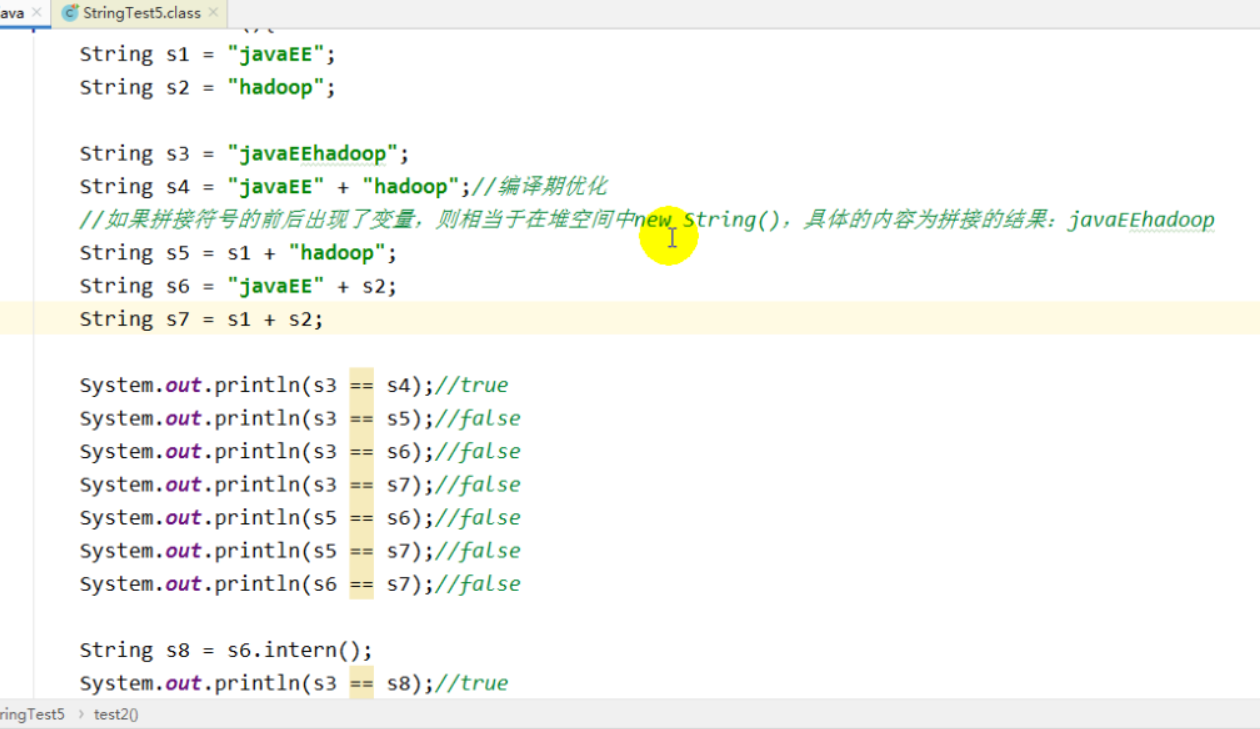 ava × StringTest5.class ×
String s1 = "javaEE";
String s2 = "hadoop";
String s3 = "javaEEhadoop";
String s4 = "javaEE" + "hadoop";//编译期优化
//如果拼接符号的前后出现了变量，则相当于在堆空间中new String()，具体的内容为拼接的结果：javaEEhadoop
String s5 = s1 + "hadoop";
String s6 = "javaEE" + s2;
String s7 = s1 + s2;
System.out.println(s3 == s4);//true
System.out.println(s3 == s5);//false
System.out.println(s3 == s6);//false
System.out.println(s3 == s7);//false
System.out.println(s5 == s6);//false
System.out.println(s5 == s7);//false
System.out.println(s6 == s7);//false
String s8 = s6.intern();
System.out.println(s3 == s8);//true
ringTest5 › test2()